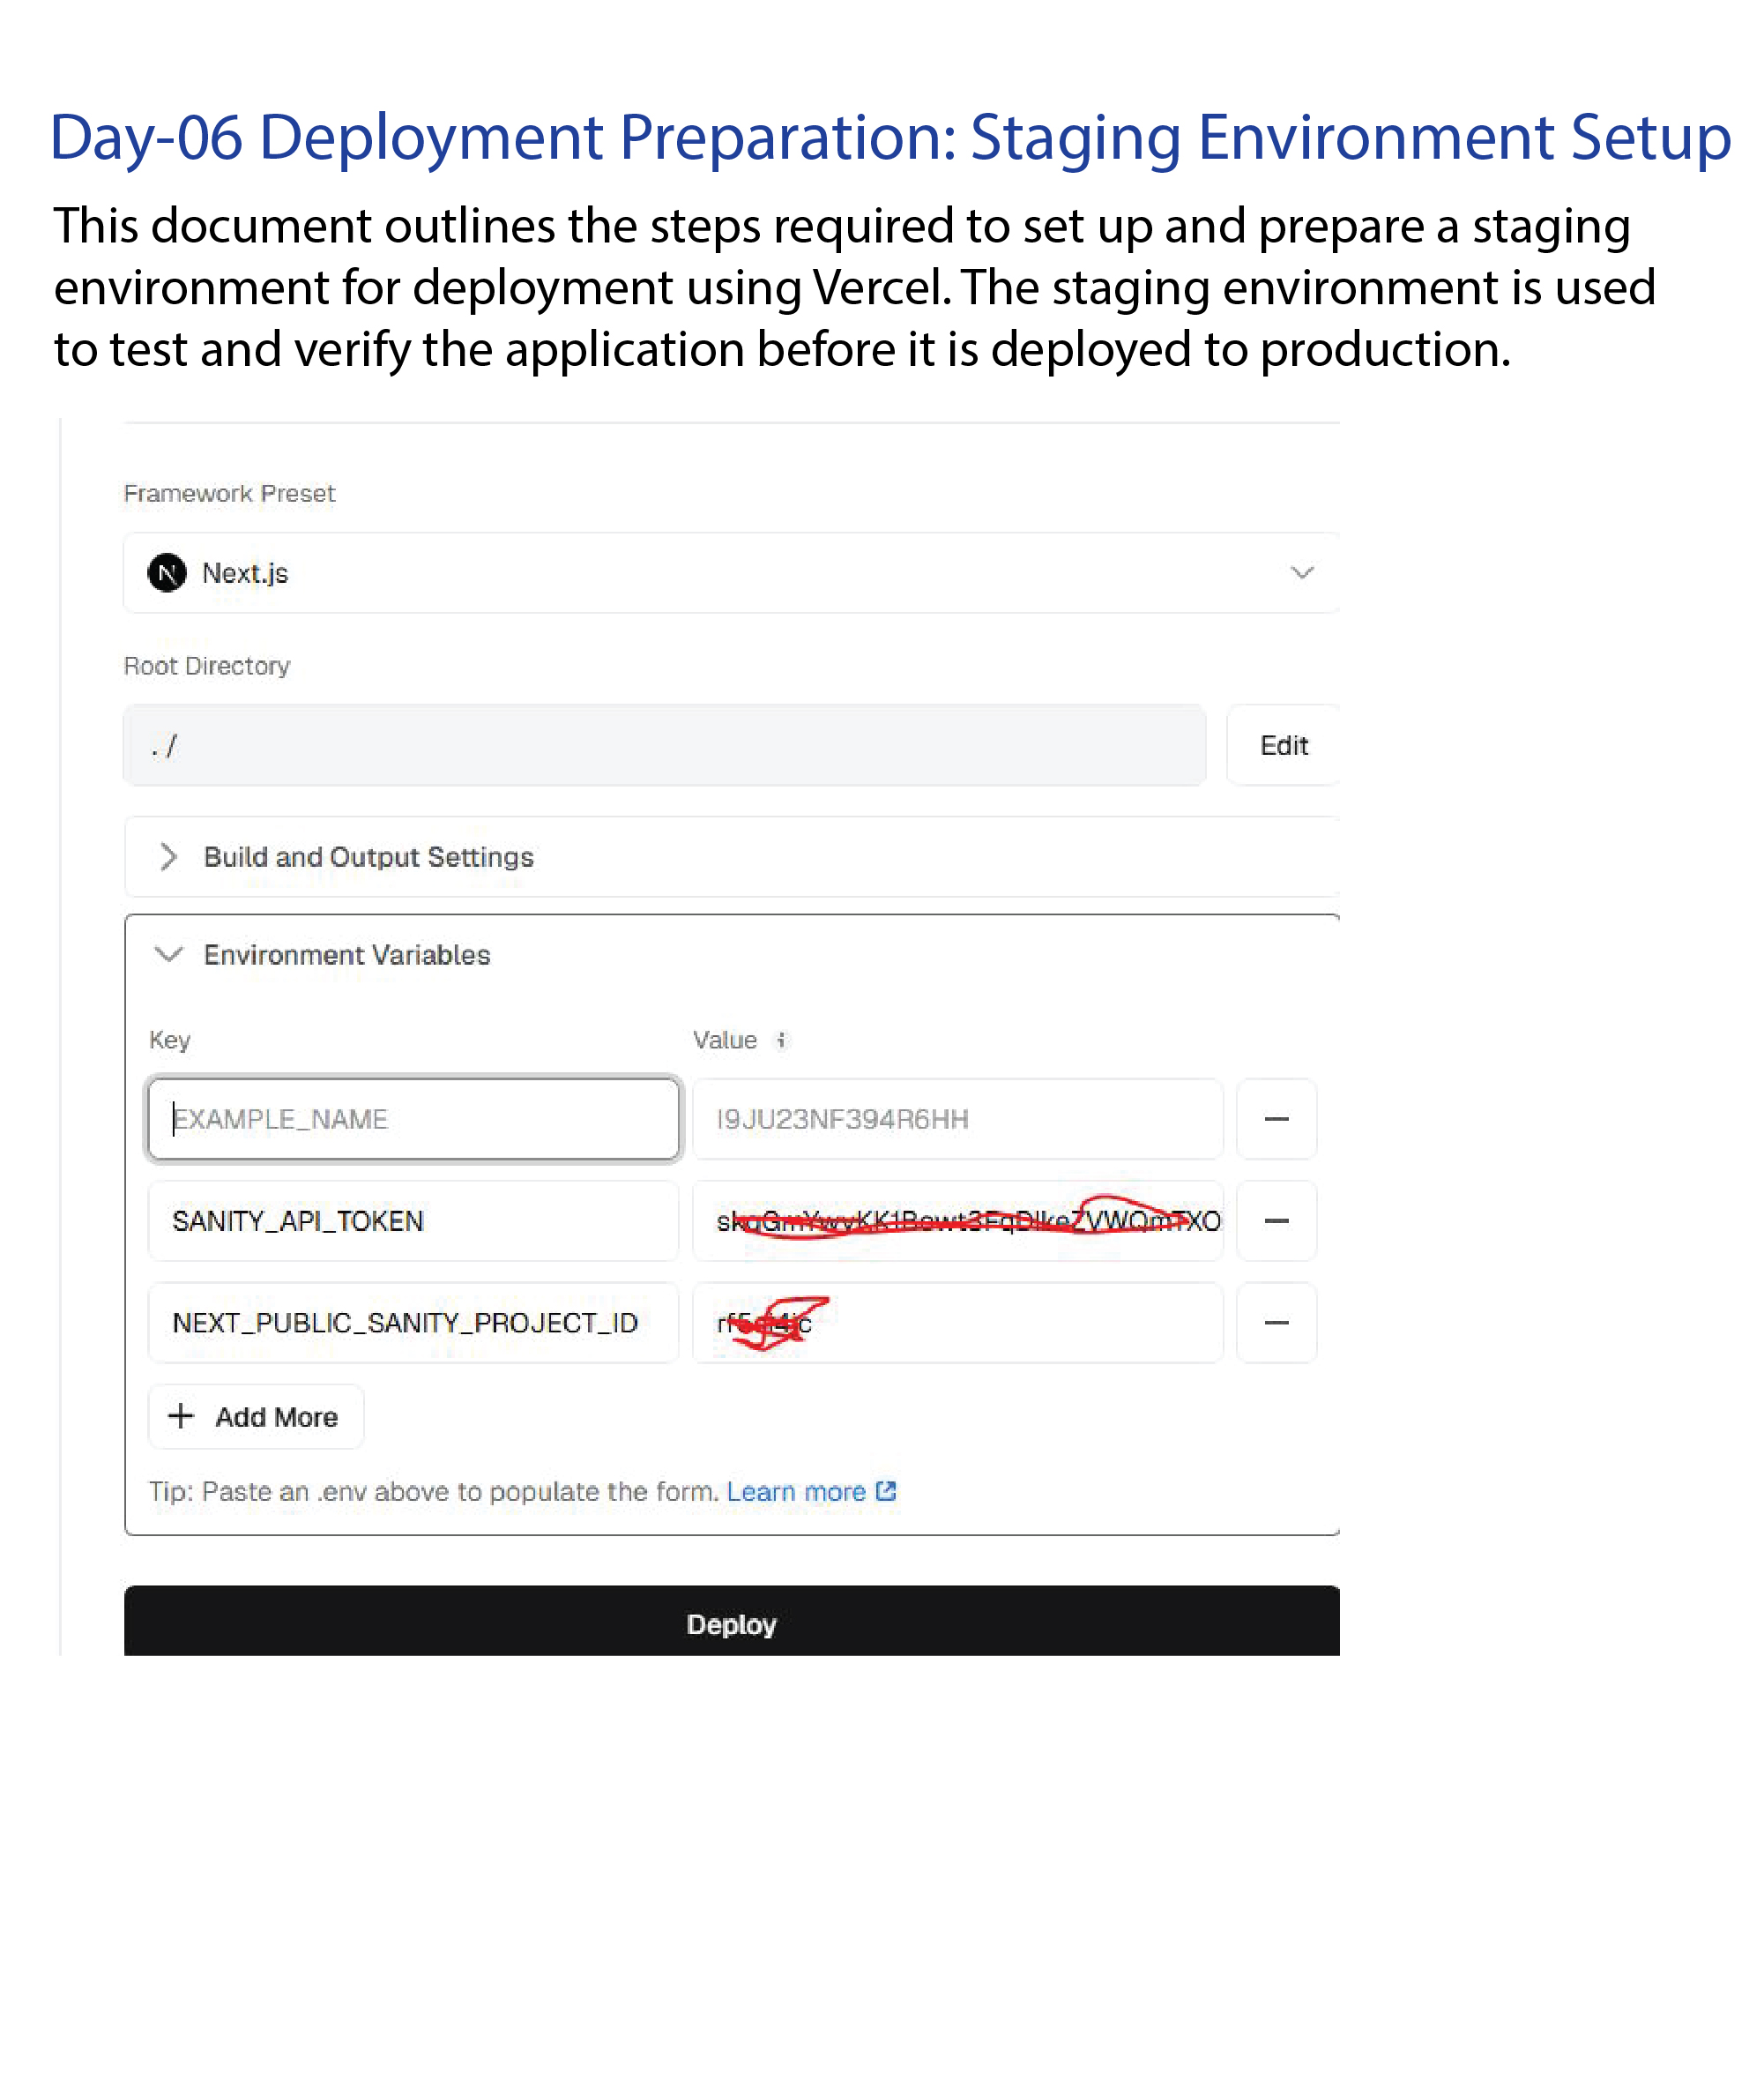 Day-06 Deployment Preparation: Staging Environment Setup
This document outlines the steps required to set up and prepare a staging
environment for deployment using Vercel. The staging environment is used
to test and verify the application before it is deployed to production.
Framework Preset
N Next.js
Root Directory
./ Edit
Build and Output Settings
Environment Variables
Key Value i
EXAMPLE_NAME I9JU23NF394R6HH
SANITY_API_TOKEN
NEXT_PUBLIC_SANITY_PROJECT_ID
Add More
Tip: Paste an .env above to populate the form. Learn more
Deploy